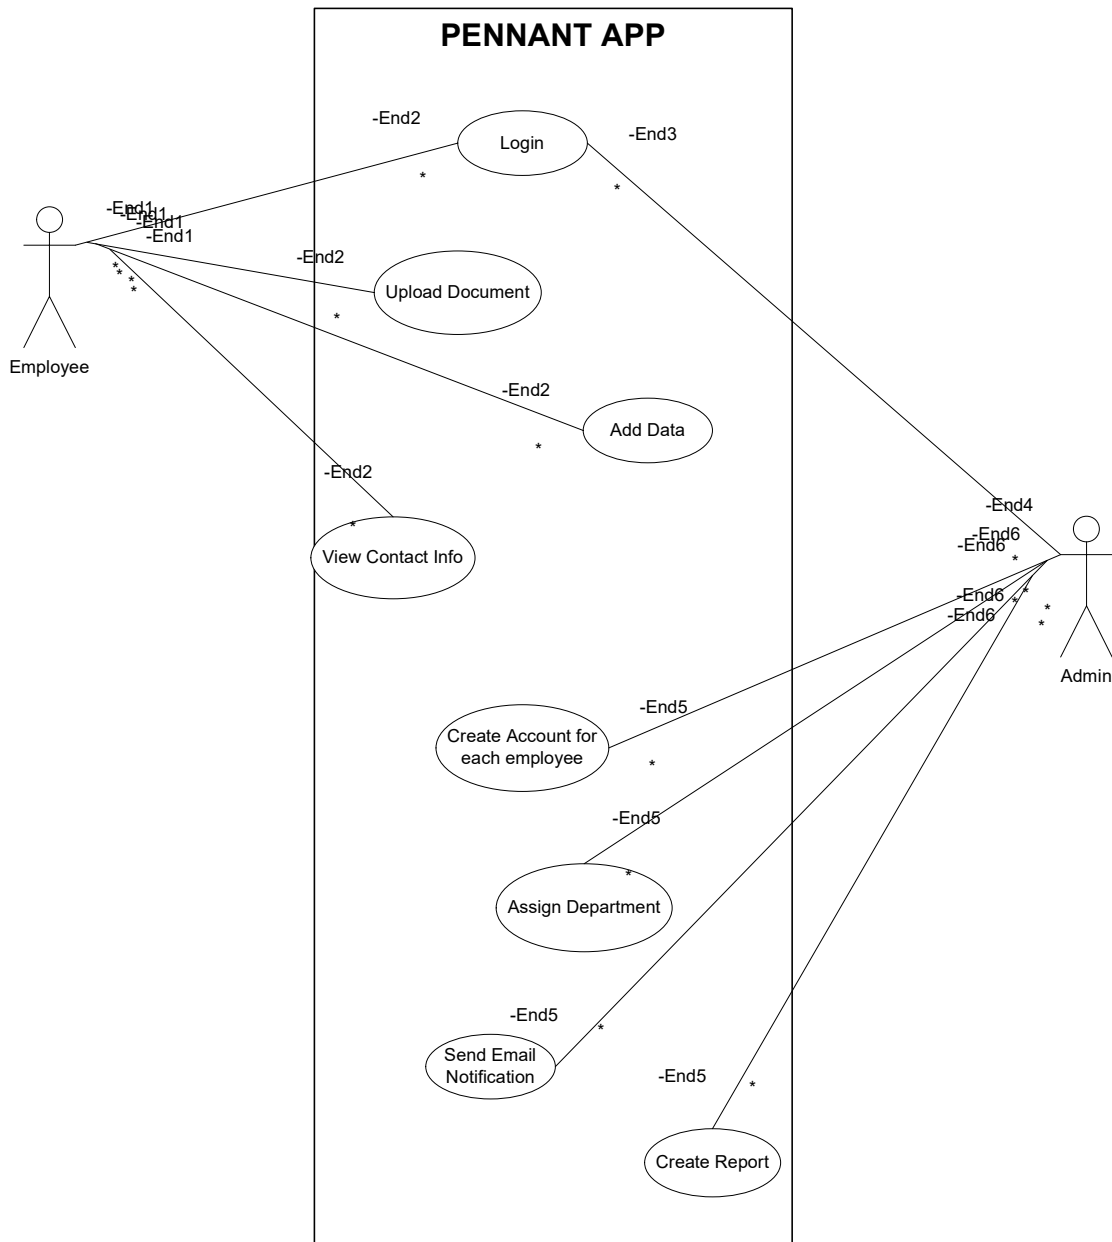 PENNANT APP
-End2
Login
-End3
*
*
-End1
-End1
-End1
-End1
-End2
*
*
*
*
Upload Document
*
Employee
-End2
Add Data
*
-End2
*
View Contact Info
-End4
-End6
-End6
*
-End6
*
*
-End6
*
*
Admin
-End5
Create Account for
each employee
*
-End5
*
Assign Department
-End5
*
Send Email
Notification
-End5
*
Create Report